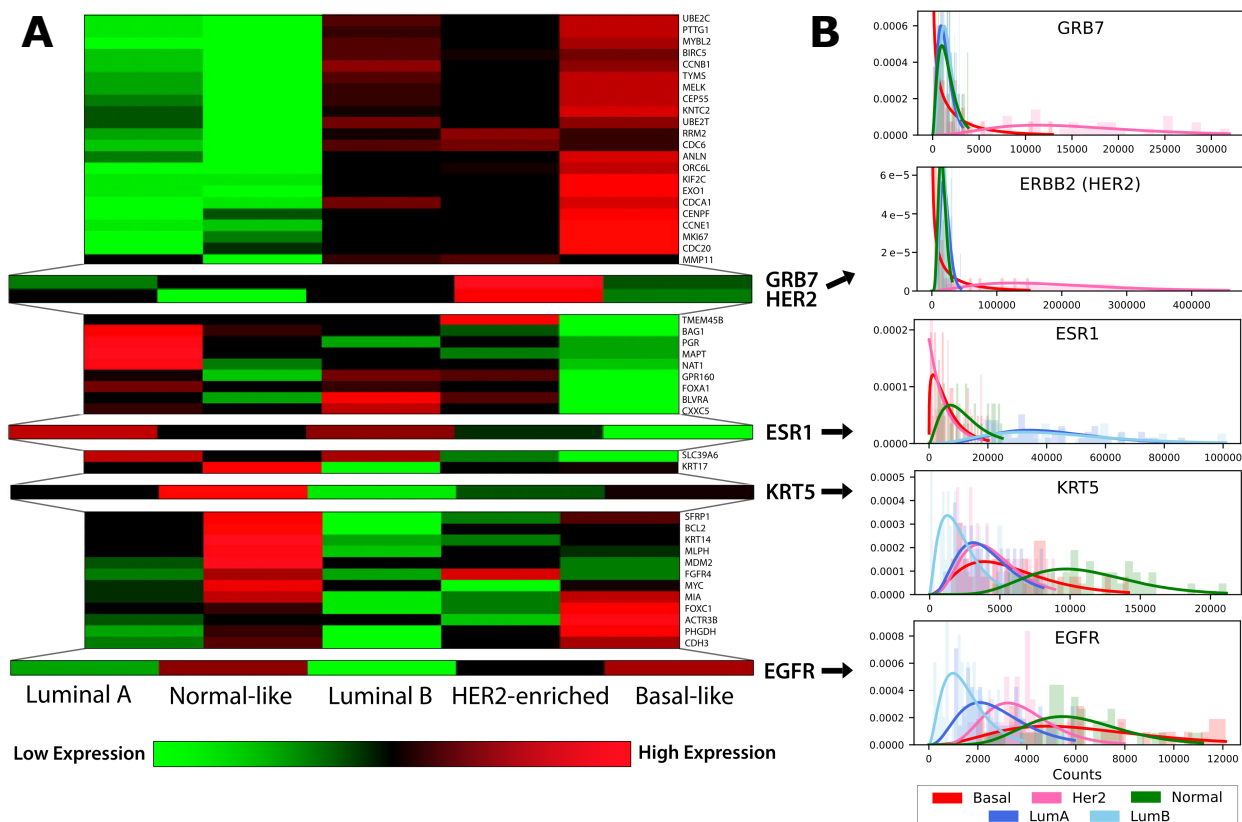 A
UBE2C
PTTG1
MYBL2
BIRC5
CCNB1
TYMS
MELK
CEP55
KNTC2
UBE2T
RRM2
CDC6
ANLN
ORC6L
KIF2C
EXO1
CDCA1
CENPF
CCNE1
MKI67
CDC20
MMP11
GRB7
HER2
TMEM45B
BAG1
PGR
MAPT
NAT1
GPR160
FOXA1
BLVRA
CXXC5
ESR1
SLC39A6
KRT17
KRT5
SFRP1
BCL2
KRT14
MLPH
MDM2
FGFR4
MYC
MIA
FOXC1
ACTR3B
PHGDH
CDH3
EGFR
Luminal A Normal-like Luminal B HER2-enriched Basal-like
Low Expression High Expression
B
GRB7
0.0006
0.0004
0.0002
0.0000
0 5000 10000 15000 20000 25000 30000
ERBB2 (HER2)
6 e-5
4 e-5
2 e-5
0
0 100000 200000 300000 400000
ESR1
0.0002
0.0001
0.0000
0 20000 40000 60000 80000 100000
KRT5
0.0005
0.0004
0.0003
0.0002
0.0001
0.0000
0 5000 10000 15000 20000
EGFR
0.0008
0.0006
0.0004
0.0002
0.0000
0 2000 4000 6000 8000 10000 12000
Counts
Basal Her2 Normal
LumA LumB